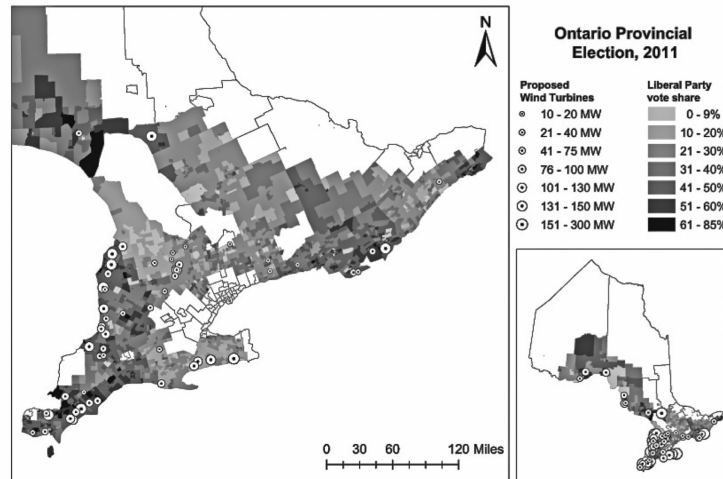 N
Ontario Provincial
Election, 2011
Proposed
Wind Turbines
10 - 20 MW
21 - 40 MW
41 - 75 MW
76 - 100 MW
101 - 130 MW
131 - 150 MW
151 - 300 MW
Liberal Party
vote share
0 - 9%
10 - 20%
21 - 30%
31 - 40%
41 - 50%
51 - 60%
61 - 85%
0 30 60 120 Miles